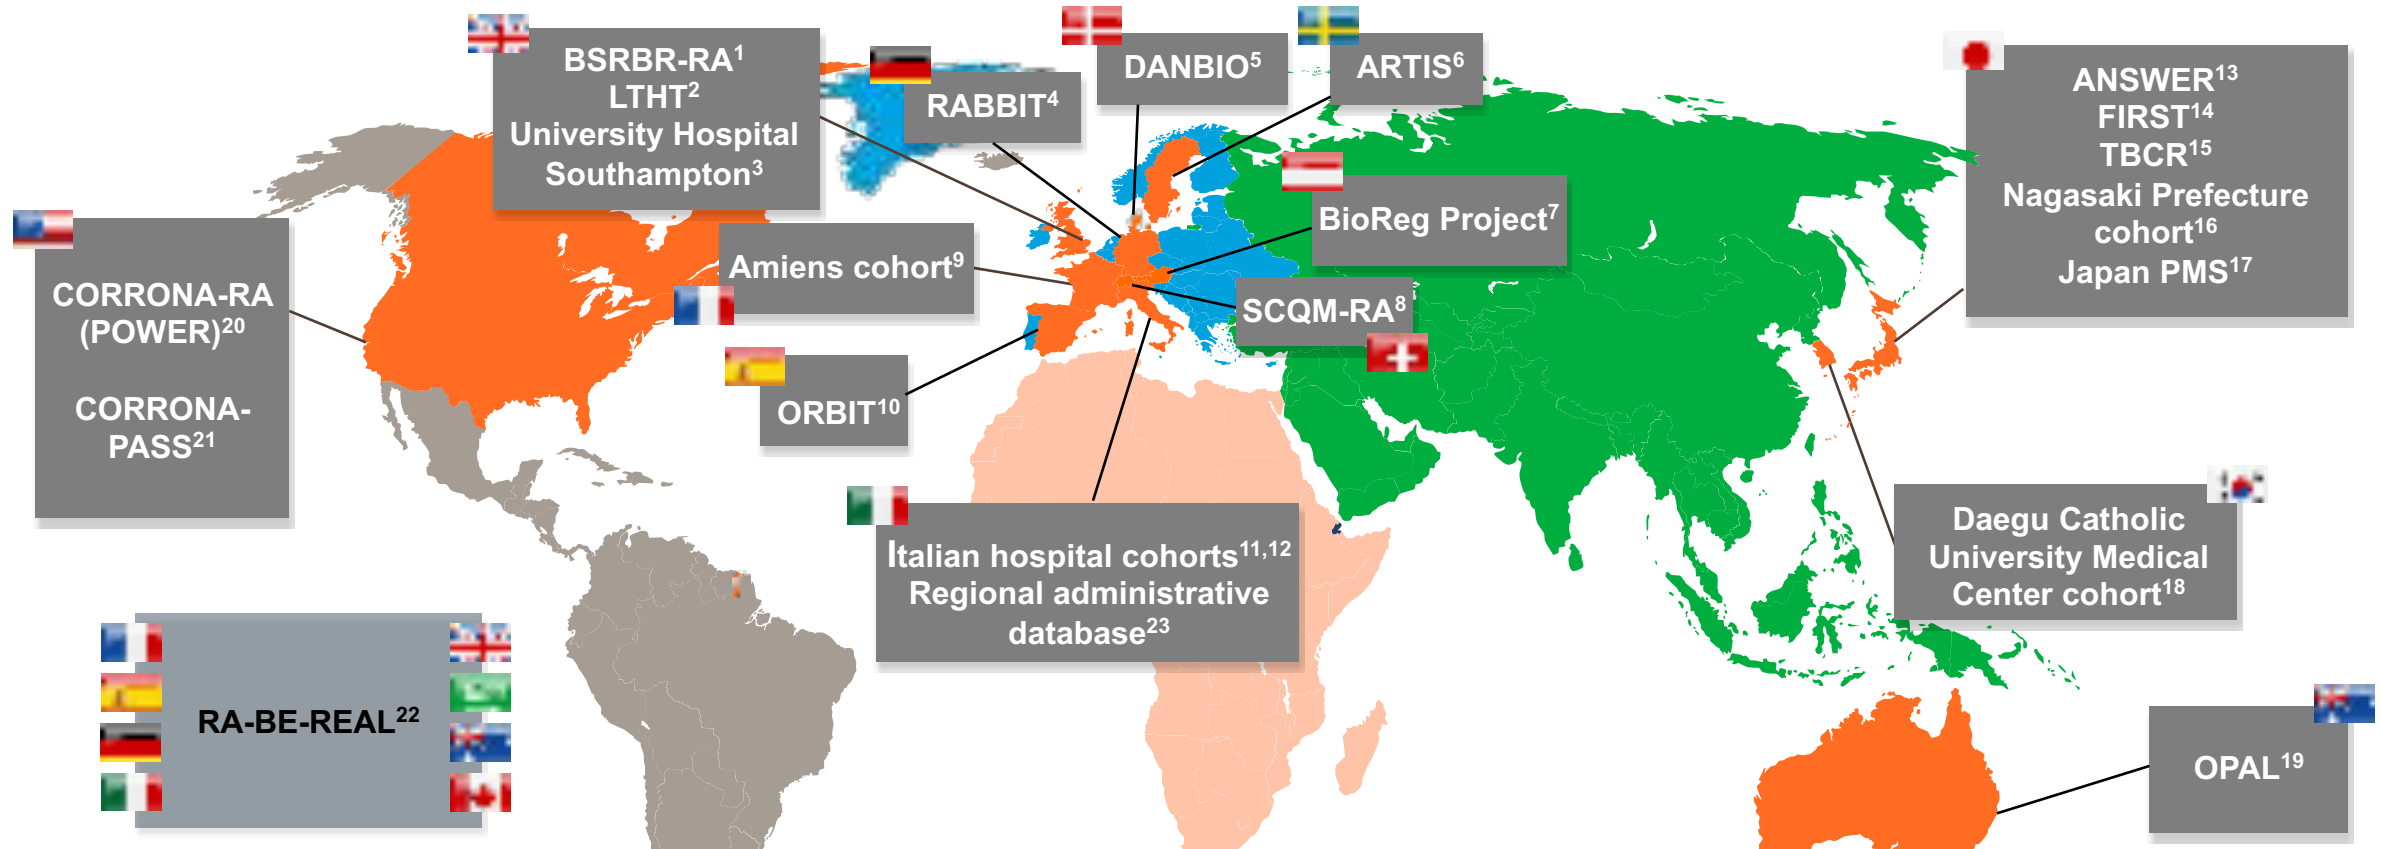 BSRBR-RA1
LTHT2
University Hospital
Southampton3
RABBIT4
DANBIO5
ARTIS6
ANSWER13
FIRST14
TBCR15
Nagasaki Prefecture
cohort16
Japan PMS17
BioReg Project7
Amiens cohort9
SCQM-RA8
CORRONA-RA
(POWER)20
CORRONA-
PASS21
ORBIT10
Italian hospital cohorts11,12
Regional administrative
database23
Daegu Catholic
University Medical
Center cohort18
RA-BE-REAL22
OPAL19